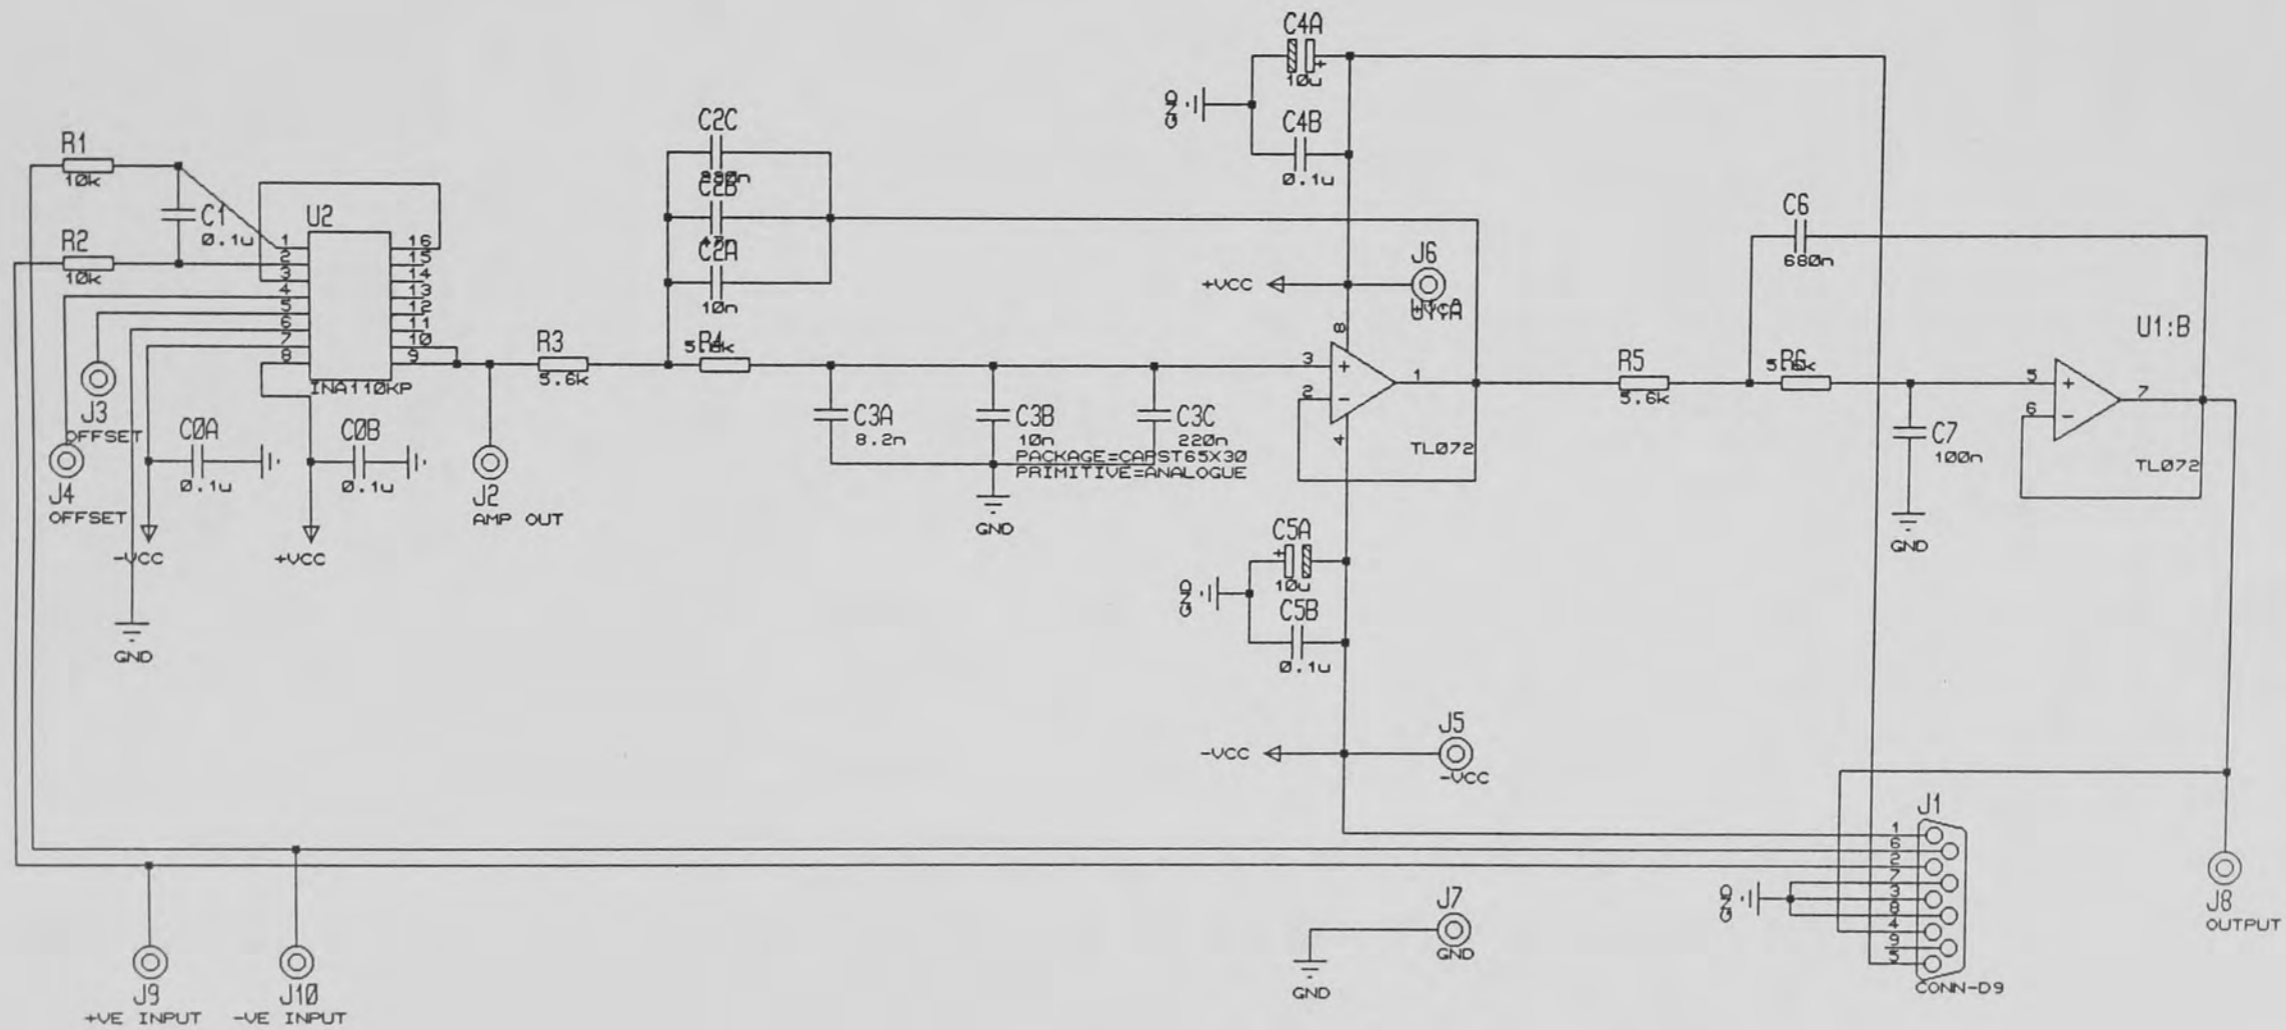 C4A
10u
GND
C4B
0.1u
C2C
C2B
C2A
10n
R1
10k
R2
10k
C1
0.1u
U2
1
2
3
4
5
6
7
8
16
15
14
13
12
11
10
9
INA110KP
J3
OFFSET
J4
OFFSET
C0A
0.1u
C0B
0.1u
-VCC
+VCC
GND
J2
AMP OUT
R3
5.6k
R4
C3A
8.2n
C3B
10n
C3C
220n
PACKAGE=CAPST65X30
PRIMITIVE=ANALOGUE
GND
+VCC
J6
8
3
2
1
4
TL072
C5A
10u
GND
C5B
0.1u
-VCC
J5
-VCC
C6
680n
R5
5.6k
R6
C7
100n
GND
U1:B
5
6
7
TL072
J1
1
6
2
7
3
8
4
9
5
GND
CONN-D9
J8
OUTPUT
J7
GND
GND
J9
+VE INPUT
J10
-VE INPUT